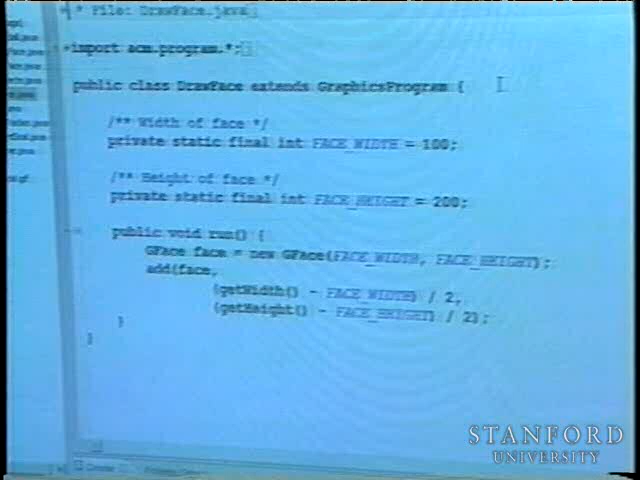 * File: DrawFace.java
import acm.program.*;
public class DrawFace extends GraphicsProgram {
/** Width of face */
private static final int FACE_WIDTH = 100;
/** Height of face */
private static final int FACE_HEIGHT = 200;
public void run() {
GFace face = new GFace(FACE_WIDTH, FACE_HEIGHT);
add(face,
(getWidth() - FACE_WIDTH) / 2,
(getHeight() - FACE_HEIGHT) / 2);
}
}
STANFORD
UNIVERSITY